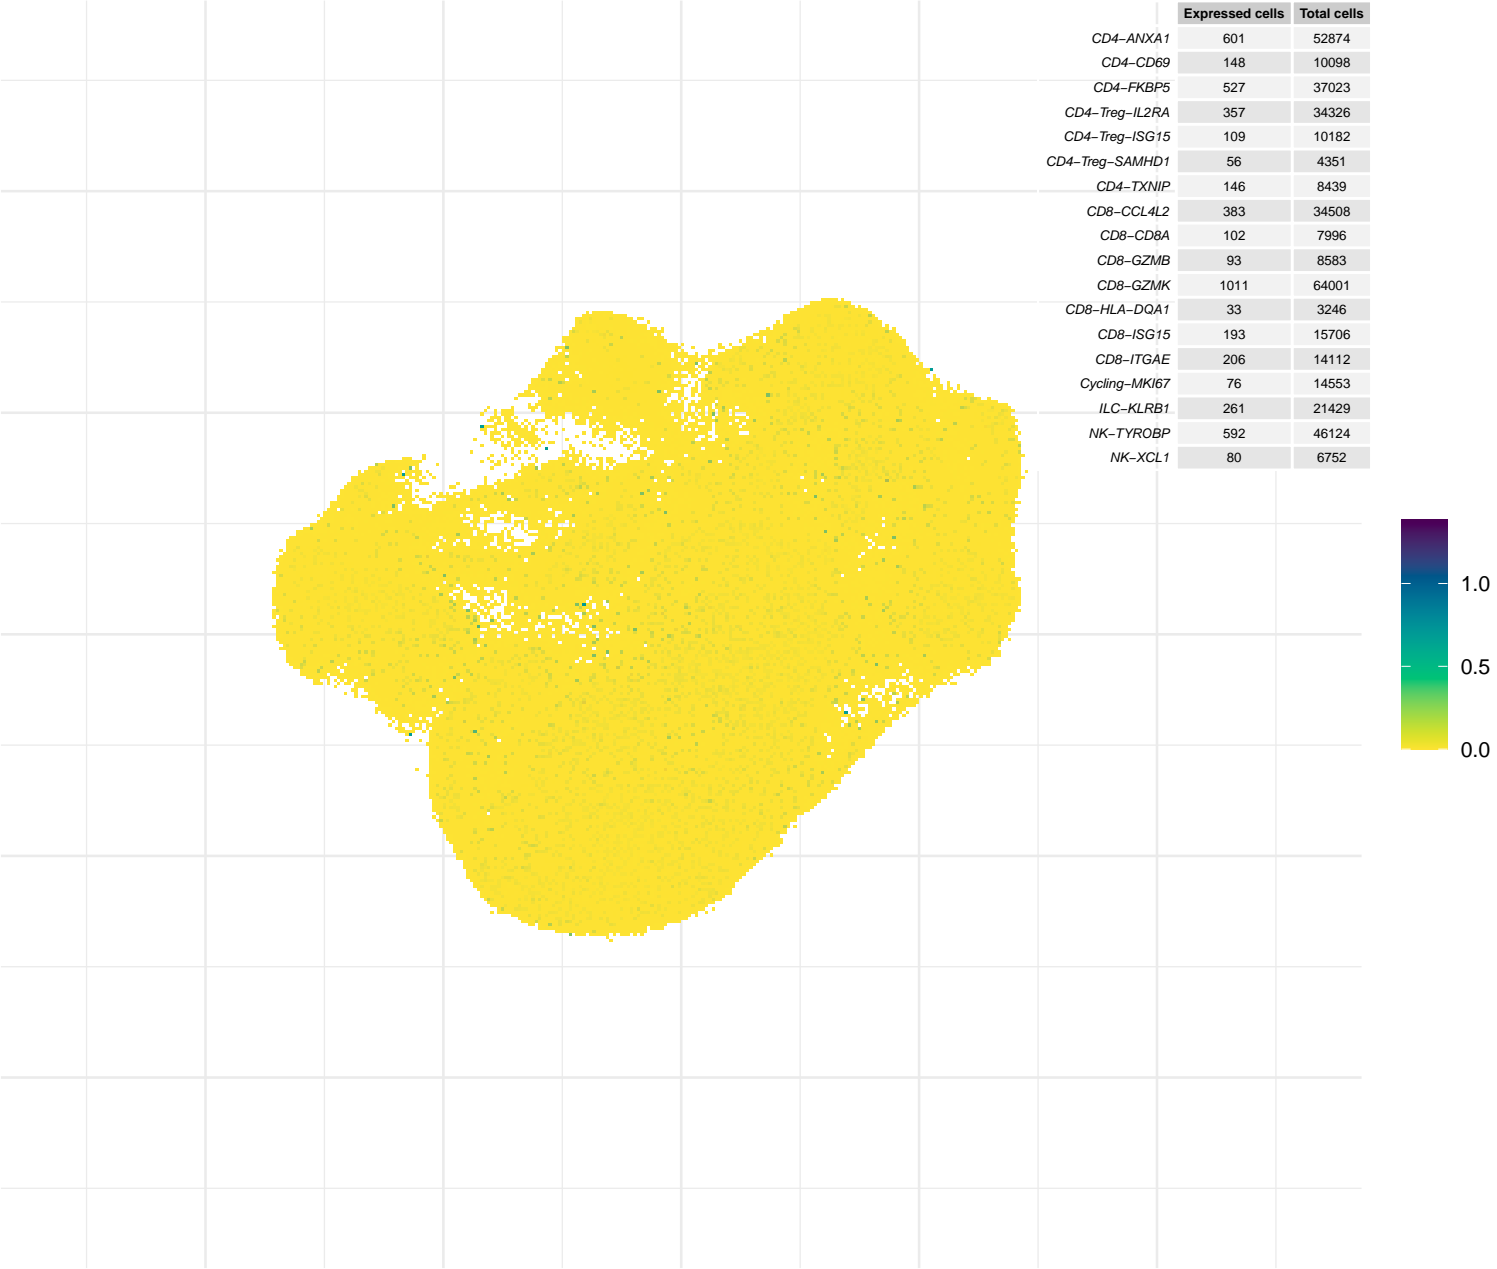 Expressed cells Total cells
CD4−ANXA1 601 52874
CD4−CD69 148 10098
CD4−FKBP5 527 37023
CD4−Treg−IL2RA 357 34326
CD4−Treg−ISG15 109 10182
CD4−Treg−SAMHD1 56 4351
CD4−TXNIP 146 8439
CD8−CCL4L2 383 34508
CD8−CD8A 102 7996
CD8−GZMB 93 8583
CD8−GZMK 1011 64001
CD8−HLA−DQA1 33 3246
CD8−ISG15 193 15706
CD8−ITGAE 206 14112
Cycling−MKI67 76 14553
ILC−KLRB1 261 21429
NK−TYROBP 592 46124
NK−XCL1 80 6752
1.0
0.5
0.0